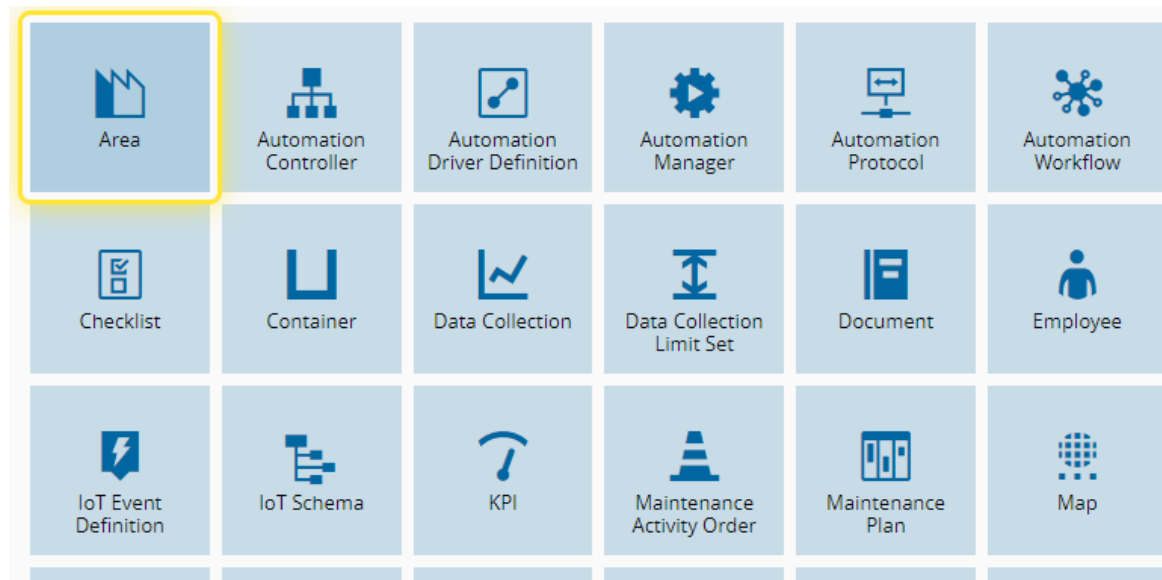 Area
Automation
Controller
Automation
Driver Definition
Automation
Manager
Automation
Protocol
Automation
Workflow
Checklist
Container
Data Collection
Data Collection
Limit Set
Document
Employee
IoT Event
Definition
IoT Schema
KPI
Maintenance
Activity Order
Maintenance
Plan
Map